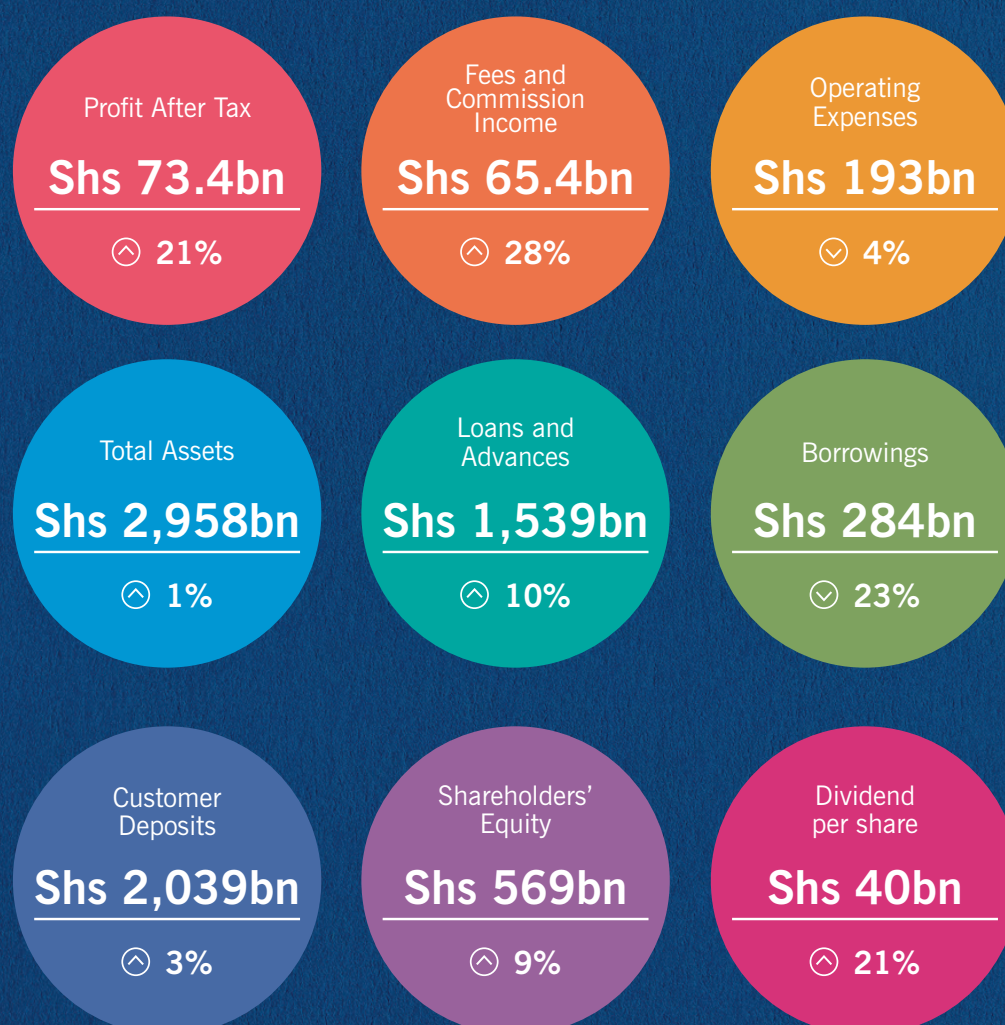 Profit After Tax
Shs 73.4bn
21%
Fees and
Commission
Income
Shs 65.4bn
28%
Operating
Expenses
Shs 193bn
4%
Total Assets
Shs 2,958bn
1%
Loans and
Advances
Shs 1,539bn
10%
Borrowings
Shs 284bn
23%
Customer
Deposits
Shs 2,039bn
3%
Shareholders’
Equity
Shs 569bn
9%
Dividend
per share
Shs 40bn
21%